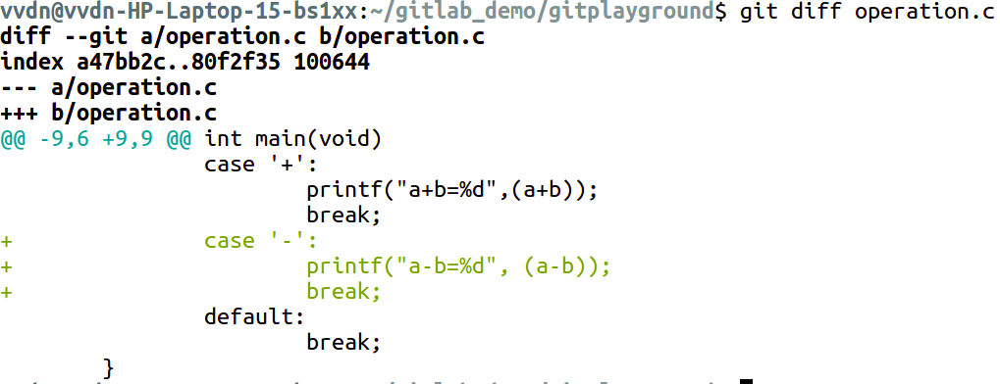 vvdn@vvdn-HP-Laptop-15-bs1xx:~/gitlab_demo/gitplayground$ git diff operation.c
diff --git a/operation.c b/operation.c
index a47bb2c..80f2f35 100644
--- a/operation.c
+++ b/operation.c
@@ -9,6 +9,9 @@ int main(void)
                case '+':
                        printf("a+b=%d",(a+b));
                        break;
+               case '-':
+                       printf("a-b=%d", (a-b));
+                       break;
                default:
                        break;
        }